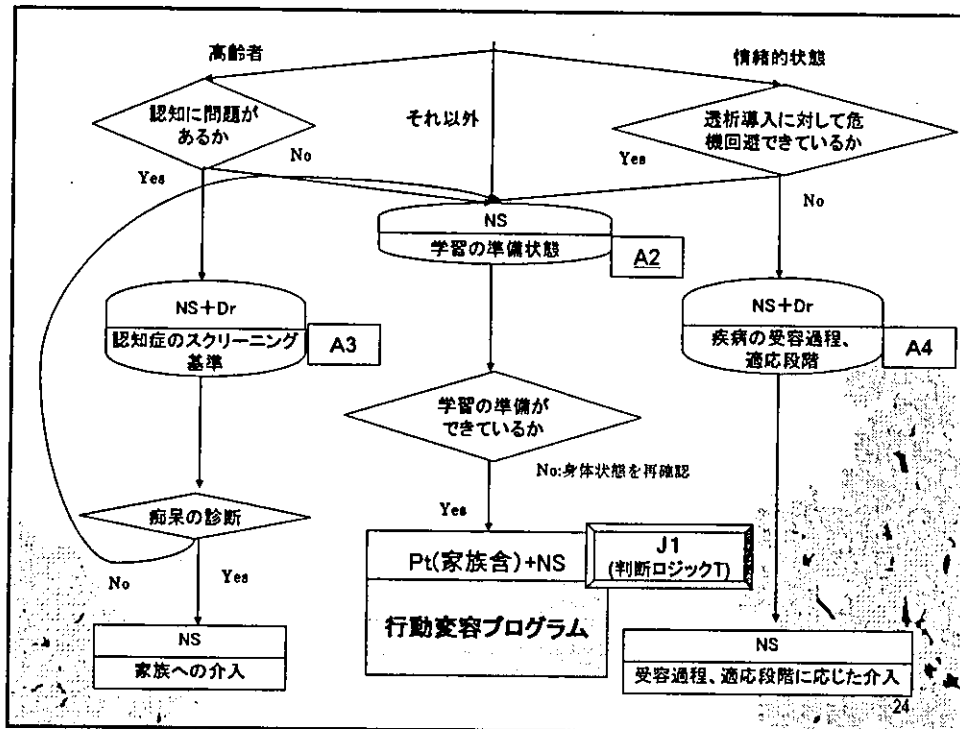 高齢者
情緒的状態
認知に問題が
あるか
それ以外
透析導入に対して危
機回避できているか
No
Yes
Yes
No
NS
学習の準備状態
A2
NS+Dr
認知症のスクリーニング
基準
A3
NS+Dr
疾病の受容過程、
適応段階
A4
学習の準備が
できているか
No:身体状態を再確認
Yes
痴呆の診断
No
Yes
Pt(家族含)+NS
J1
(判断ロジックT)
行動変容プログラム
NS
家族への介入
NS
受容過程、適応段階に応じた介入
24